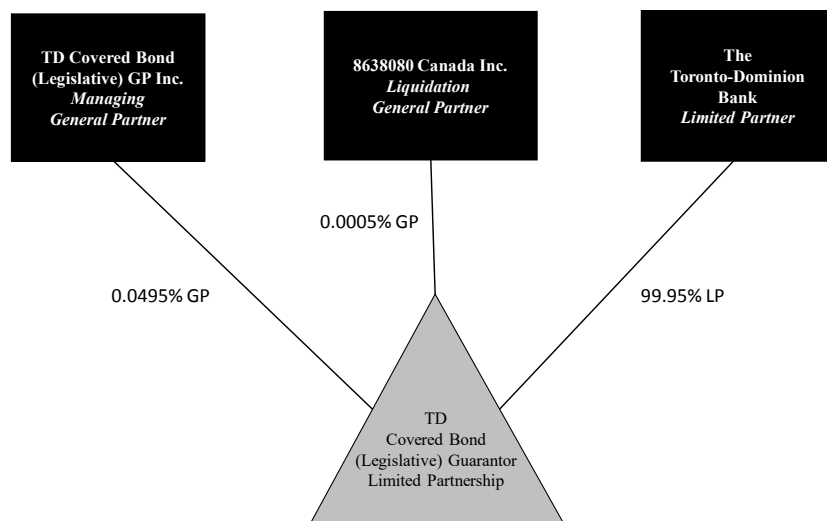 TD Covered Bond
(Legislative) GP Inc.
Managing
General Partner
8638080 Canada Inc.
Liquidation
General Partner
The
Toronto-Dominion
Bank
Limited Partner
0.0005% GP
0.0495% GP
99.95% LP
TD
Covered Bond
(Legislative) Guarantor
Limited Partnership